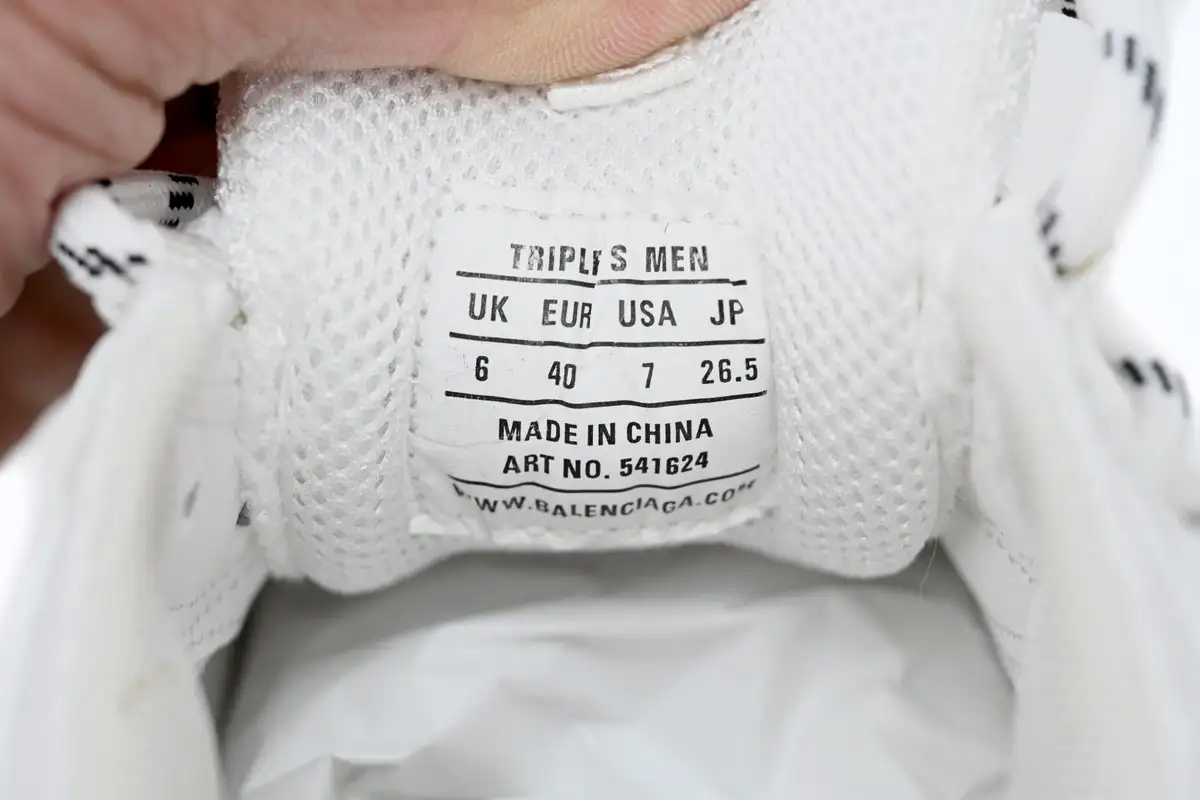 TRIPLE S MEN
UK EUR USA JP
6 40 7 26.5
MADE IN CHINA
ART NO. 541624
WWW.BALENCIAGA.COM